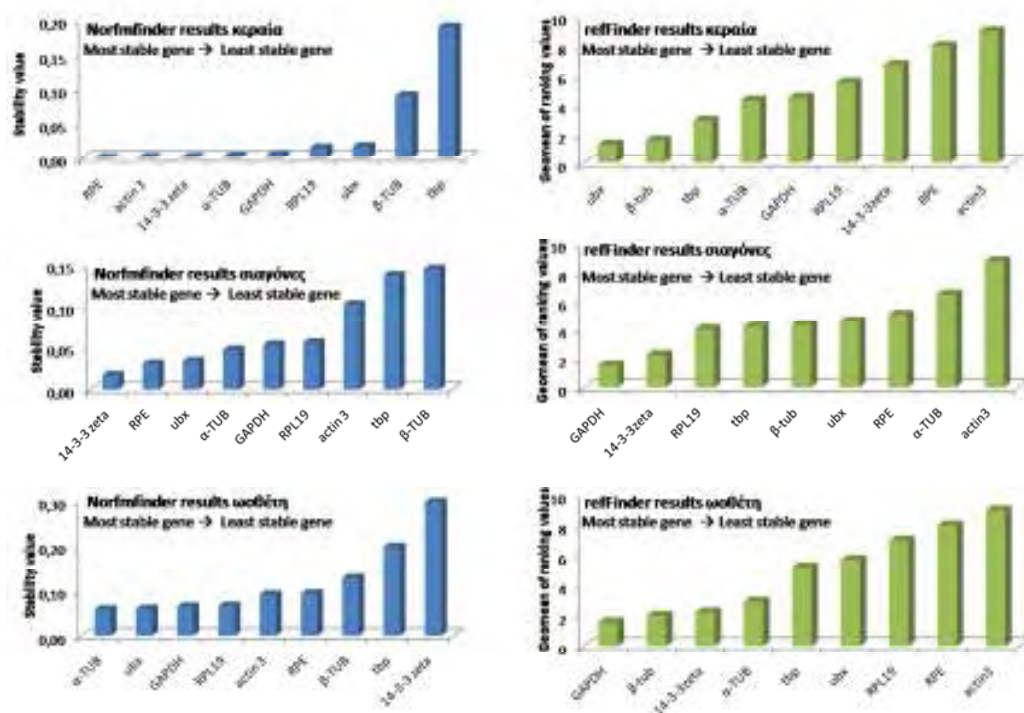 Norfmfinder results κεραία
Most stable gene → Least stable gene
Stability value
0,20
0,15
0,10
0,05
0,00
RPE
actin 3
14-3-3 zeta
α-TUB
GAPDH
RPL19
ubx
β-TUB
tbp
refFinder results κεραία
Most stable gene → Least stable gene
Geomean of ranking values
10
8
6
4
2
0
ubx
β-tub
tbp
α-TUB
GAPDH
RPL19
14-3-3zeta
RPE
actin3
Norfmfinder results σιαγόνες
Most stable gene → Least stable gene
Stability value
0,15
0,10
0,05
0,00
14-3-3 zeta
RPE
ubx
α-TUB
GAPDH
RPL19
actin3
tbp
β-TUB
refFinder results σιαγόνες
Most stable gene → Least stable gene
Geomean of ranking values
10
8
6
4
2
0
GAPDH
14-3-3zeta
RPL19
tbp
β-tub
ubx
RPE
α-TUB
actin3
Norfmfinder results ωοθέτη
Most stable gene → Least stable gene
Stability value
0,30
0,20
0,10
0,00
α-TUB
ubx
GAPDH
RPL19
actin 3
RPE
β-TUB
tbp
14-3-3 zeta
refFinder results ωοθέτη
Most stable gene → Least stable gene
Geomean of ranking values
10
8
6
4
2
0
GAPDH
β-tub
14-3-3zeta
α-TUB
tbp
ubx
RPL19
RPE
actin3